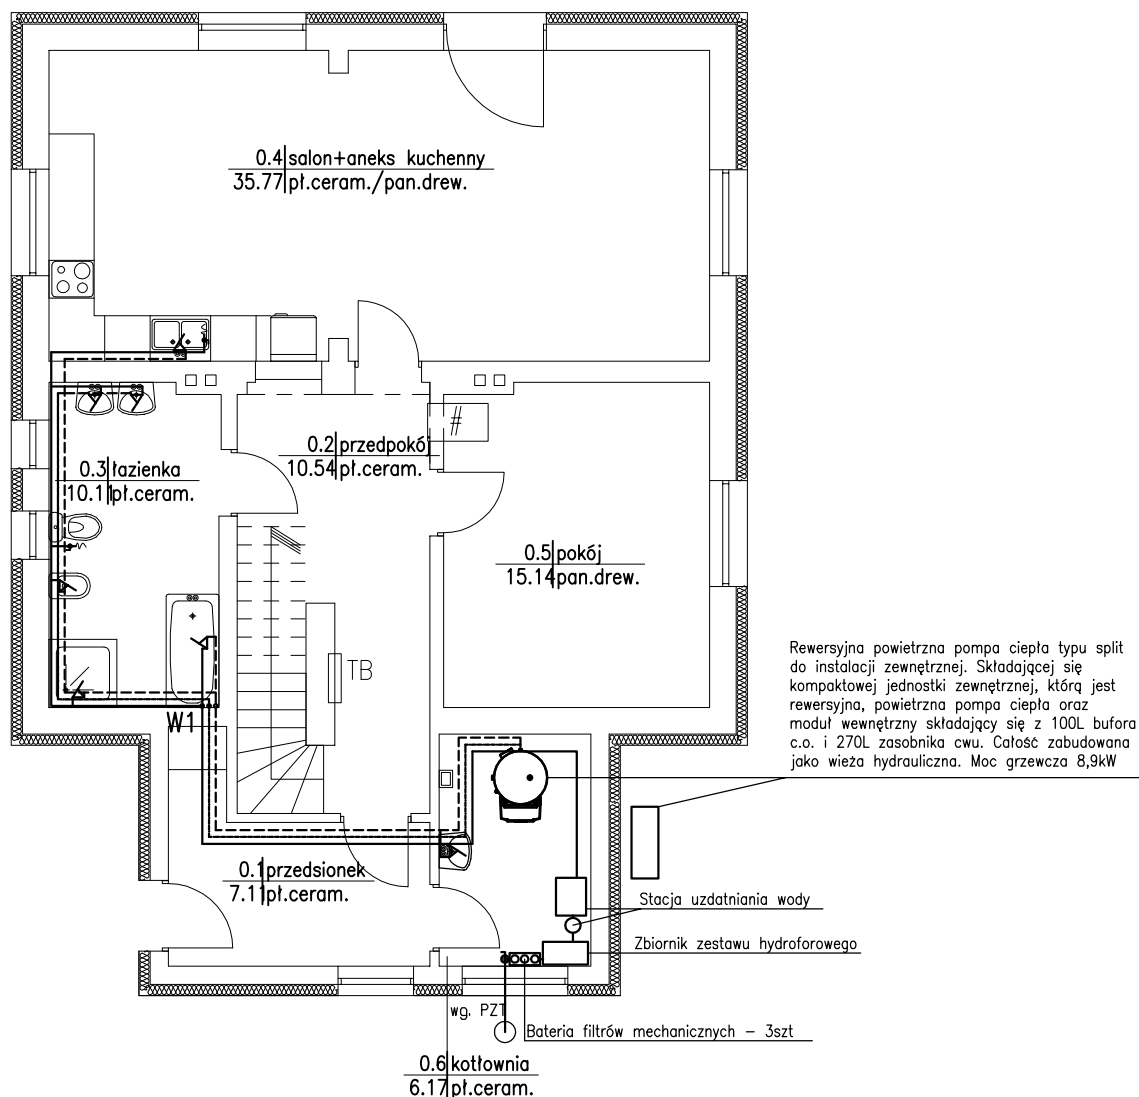 0.4 salon+aneks kuchenny
35.77 pł.ceram./pan.drew.
0.2 przedpokój
10.54 pł.ceram.
0.3 łazienka
10.11 pł.ceram.
0.5 pokój
15.14 pan.drew.
TB
W1
Rewersyjna powietrzna pompa ciepła typu split
do instalacji zewnętrznej. Składającej się
kompaktowej jednostki zewnętrznej, którą jest
rewersyjna, powietrzna pompa ciepła oraz
moduł wewnętrzny składający się z 100L bufora
c.o. i 270L zasobnika cwu. Całość zabudowana
jako wieża hydrauliczna. Moc grzewcza 8,9kW
0.1 przedsionek
7.11 pł.ceram.
Stacja uzdatniania wody
Zbiornik zestawu hydroforowego
wg. PZT
Bateria filtrów mechanicznych – 3szt
0.6 kotłownia
6.17 pł.ceram.